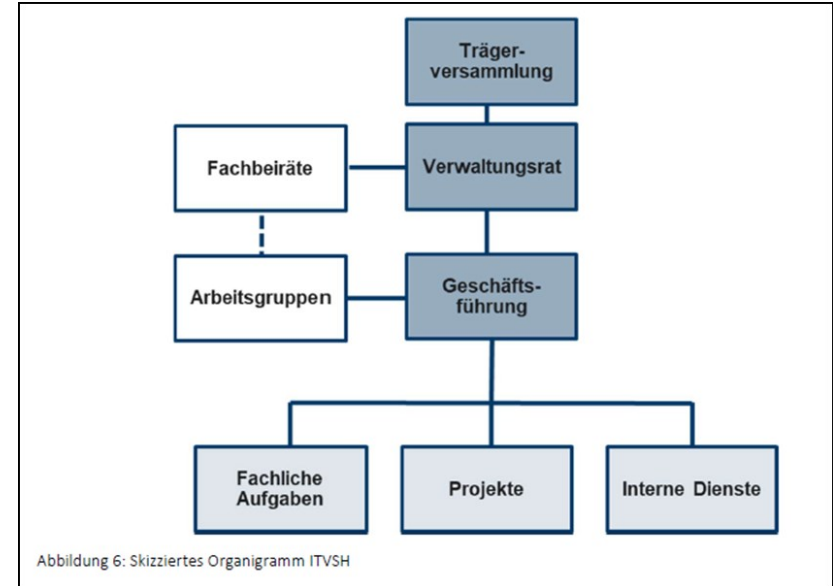 Träger-
versammlung
Fachbeiräte
Verwaltungsrat
Arbeitsgruppen
Geschäfts-
führung
Fachliche
Aufgaben
Projekte
Interne Dienste
Abbildung 6: Skizziertes Organigramm ITVSH